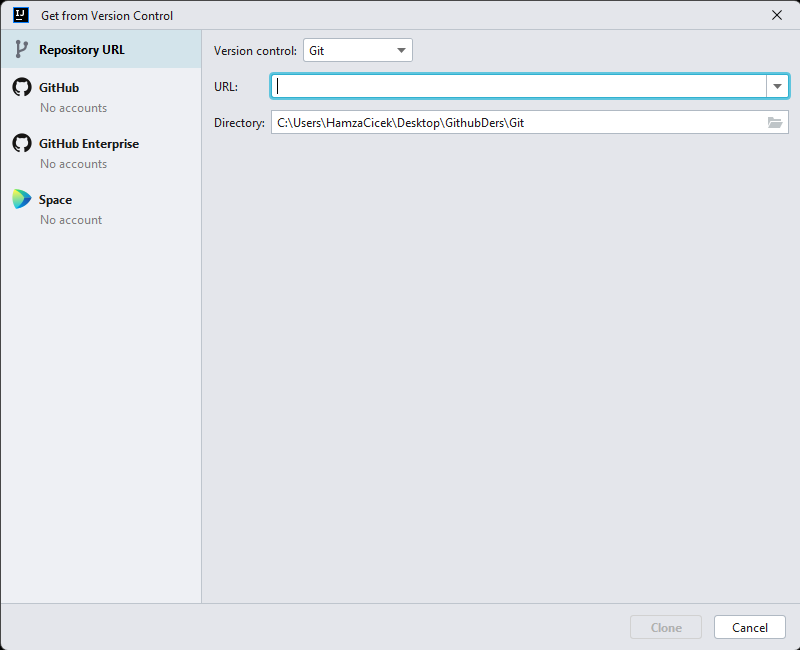 IJ Get from Version Control
Repository URL
GitHub
No accounts
GitHub Enterprise
No accounts
Space
No account
Version control: Git
URL:
Directory: C:\Users\HamzaCicek\Desktop\GithubDers\Git
Clone Cancel